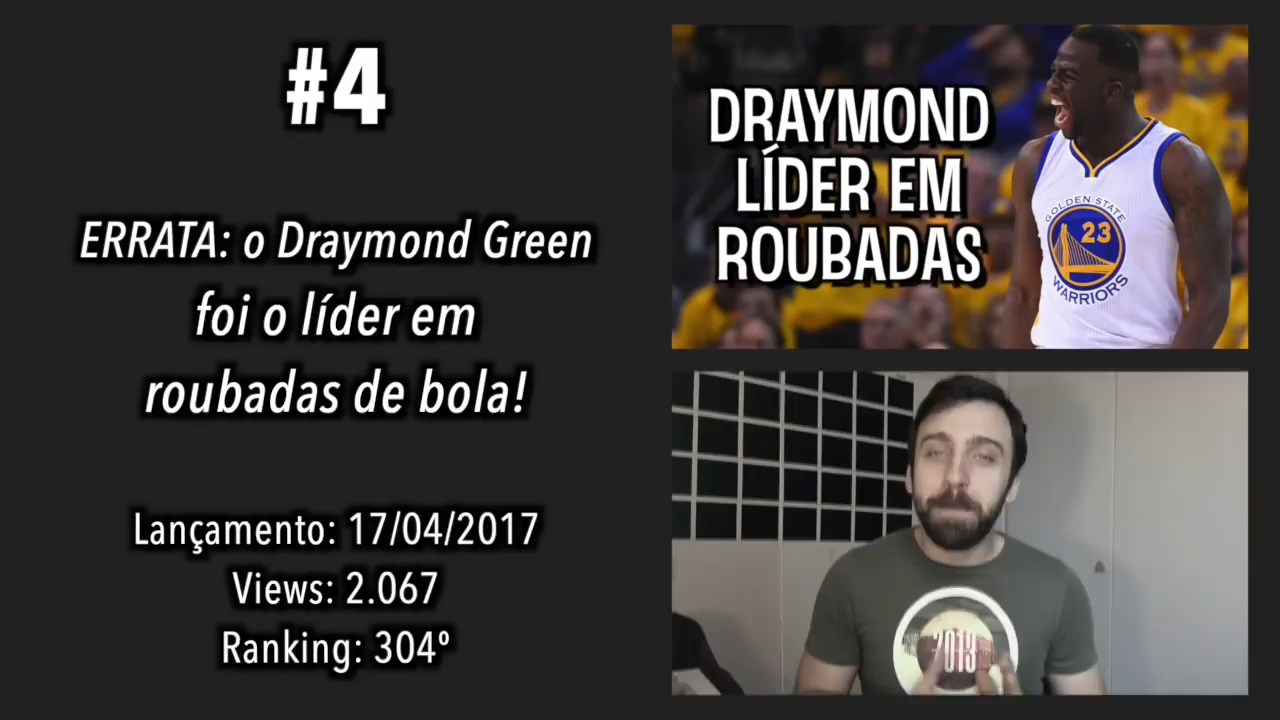 #4
ERRATA: o Draymond Green
foi o líder em
roubadas de bola!
Lançamento: 17/04/2017
Views: 2.067
Ranking: 304º
DRAYMOND
LÍDER EM
ROUBADAS
GOLDEN STATE
23
WARRIORS
2013